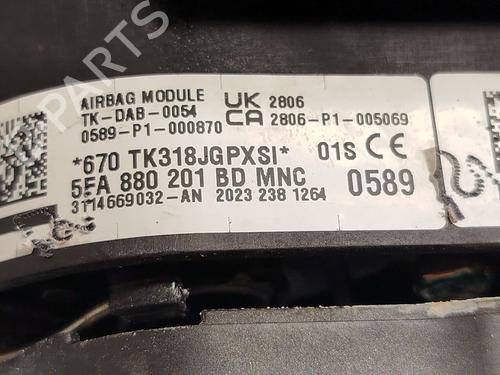 AIRBAG MODULE
TK-DAB-0054
0589-P1-000870
UK
CA
2806
2806-P1-005069
*670 TK318JGPXSI* 01S CE
5FA 880 201 BD MNC 0589
3114669032-AN 2023 238 1264
B-PARTS